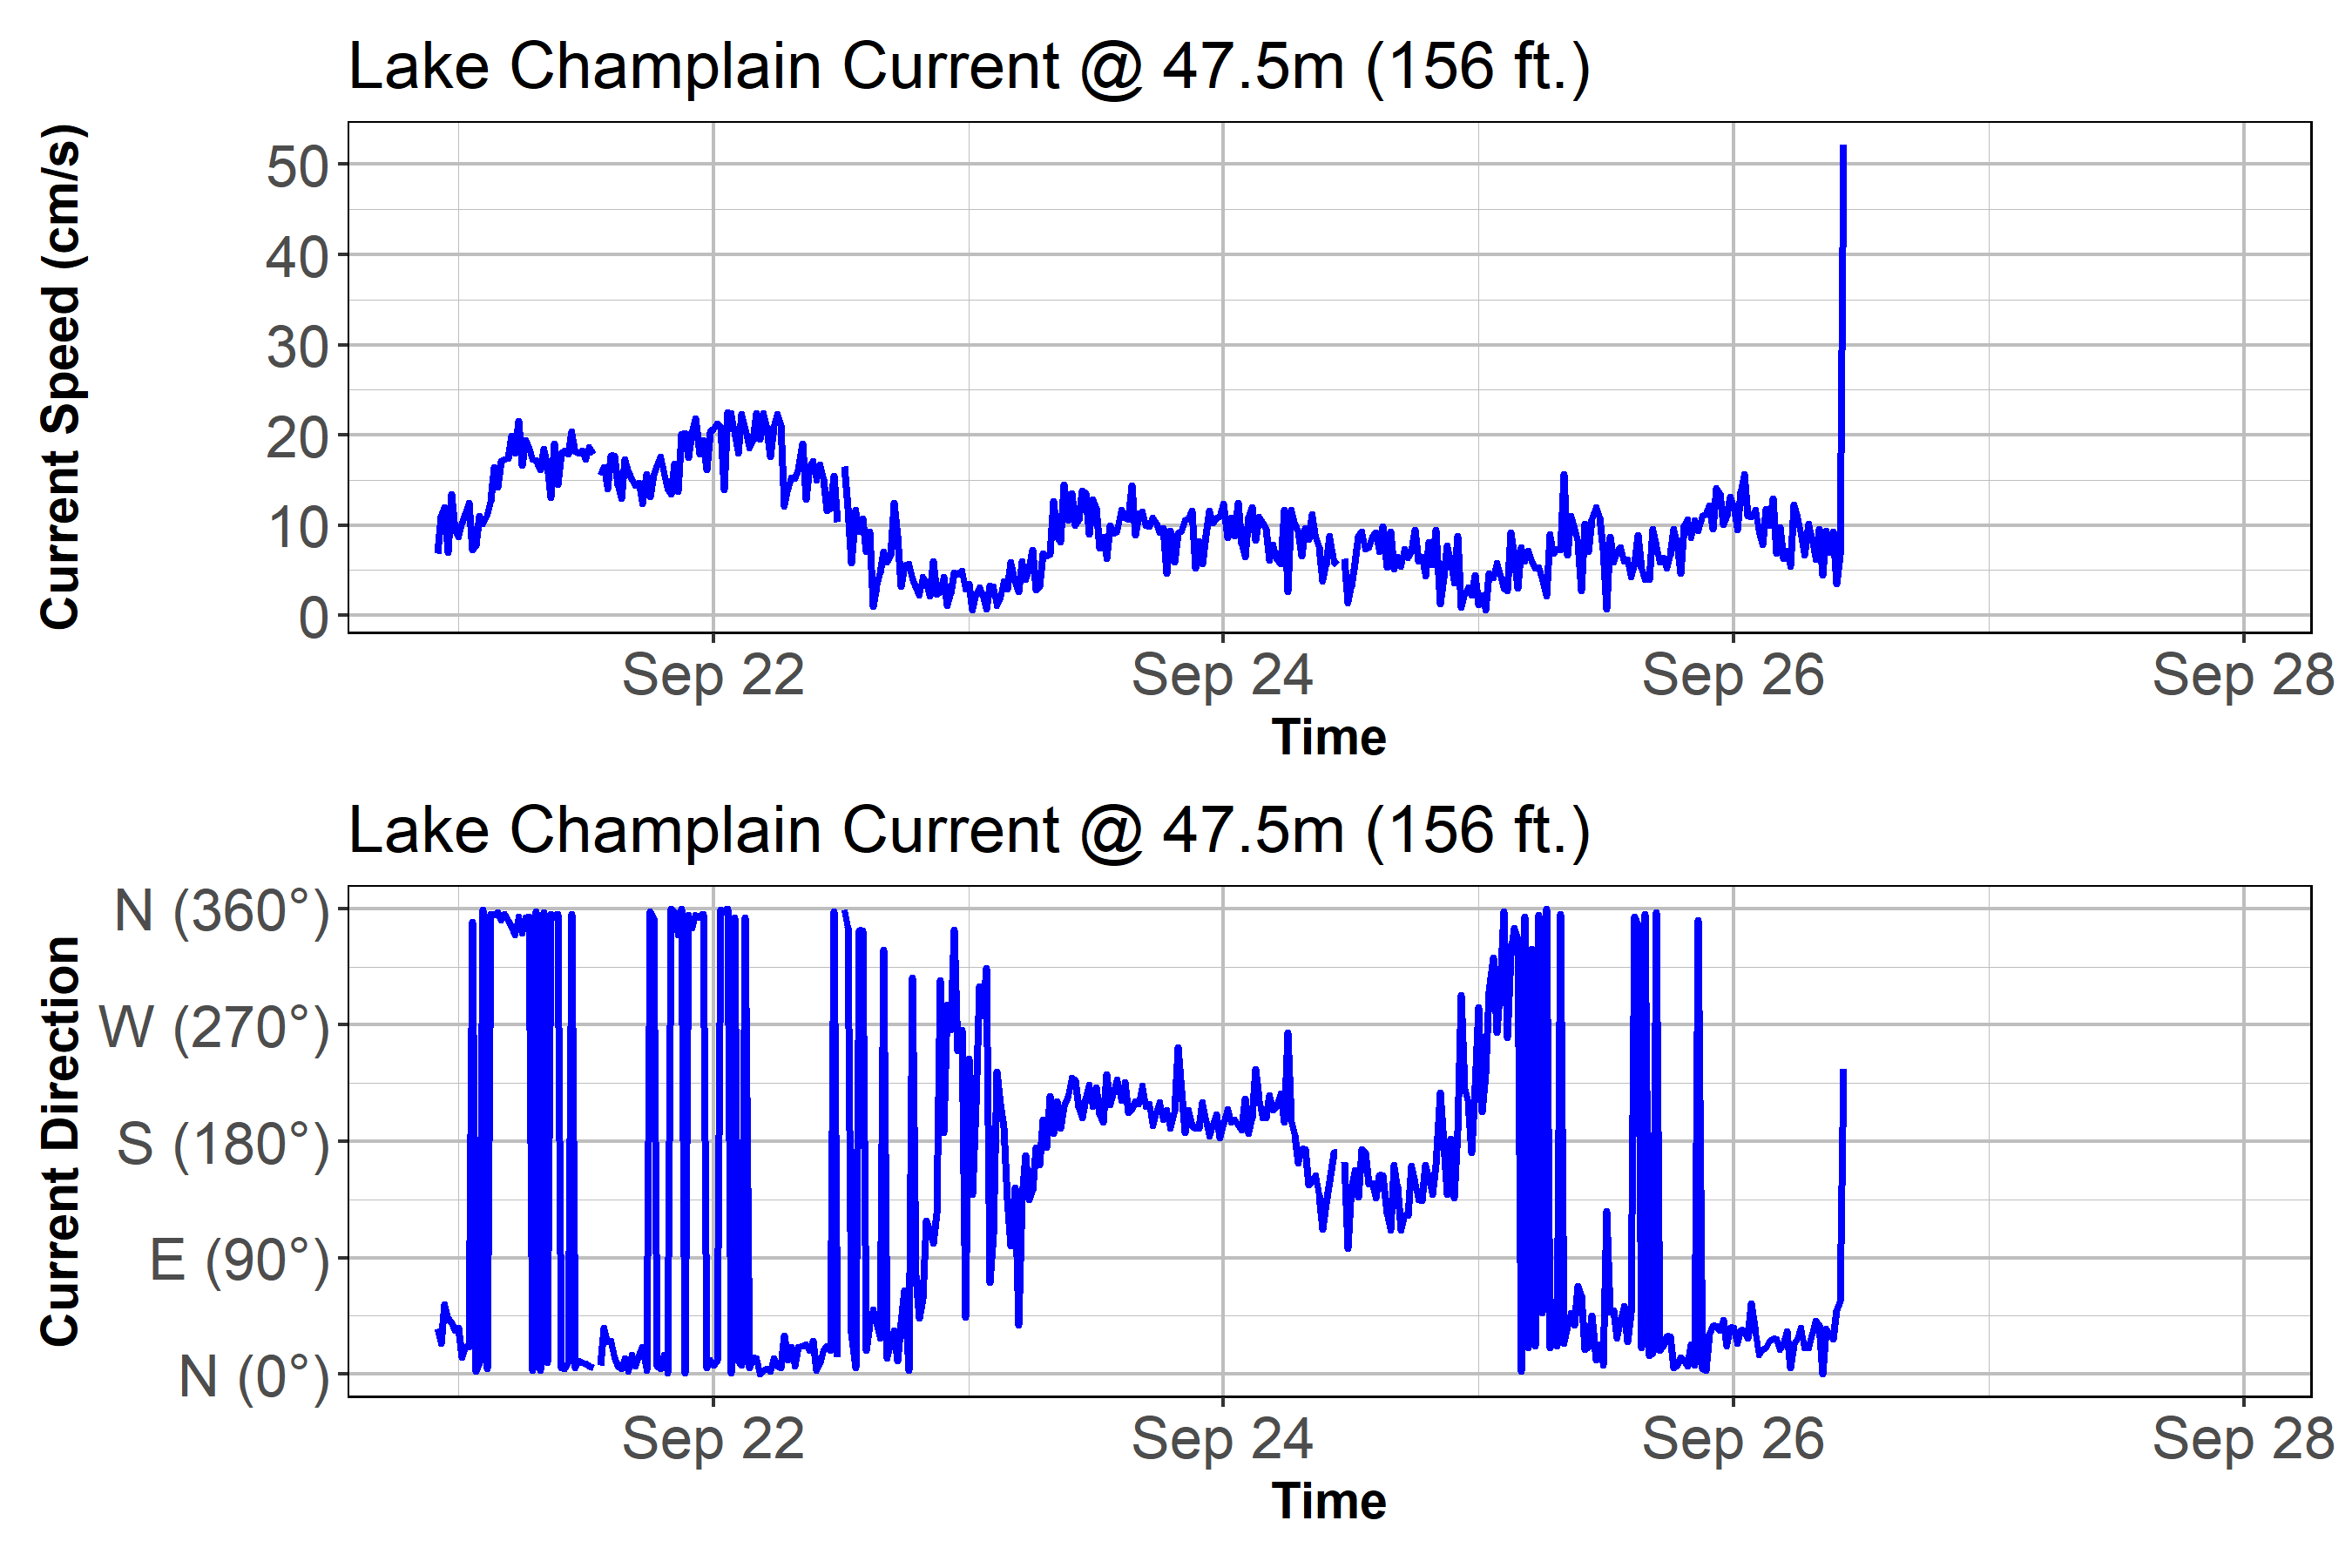 Lake Champlain Current @ 47.5m (156 ft.)
Current Speed (cm/s)
50
40
30
20
10
0
Sep 22 Sep 24 Sep 26 Sep 28
Time
Lake Champlain Current @ 47.5m (156 ft.)
Current Direction
N (360°)
W (270°)
S (180°)
E (90°)
N (0°)
Sep 22 Sep 24 Sep 26 Sep 28
Time